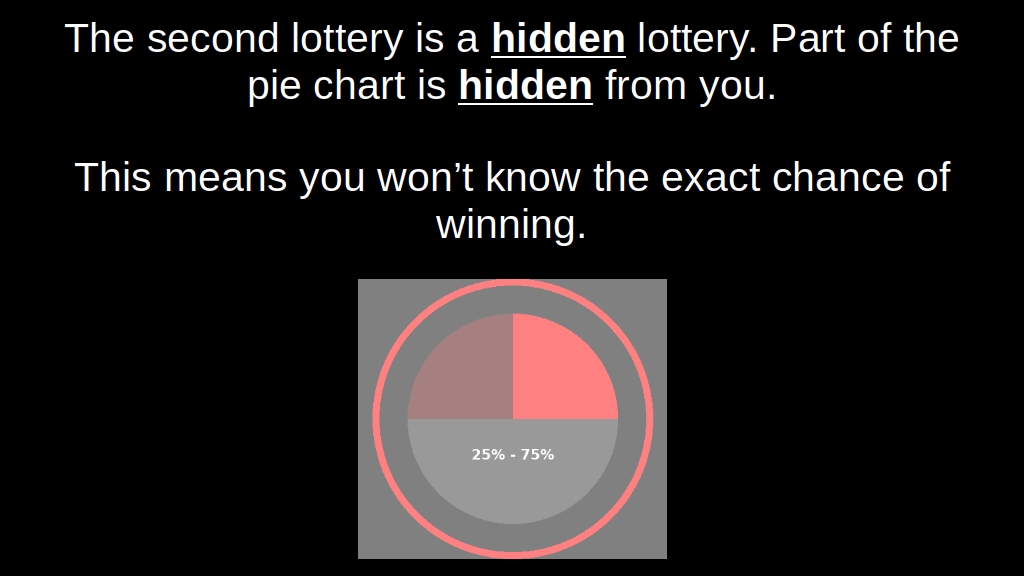 The second lottery is a hidden lottery. Part of the
pie chart is hidden from you.
This means you won’t know the exact chance of
winning.
25% - 75%